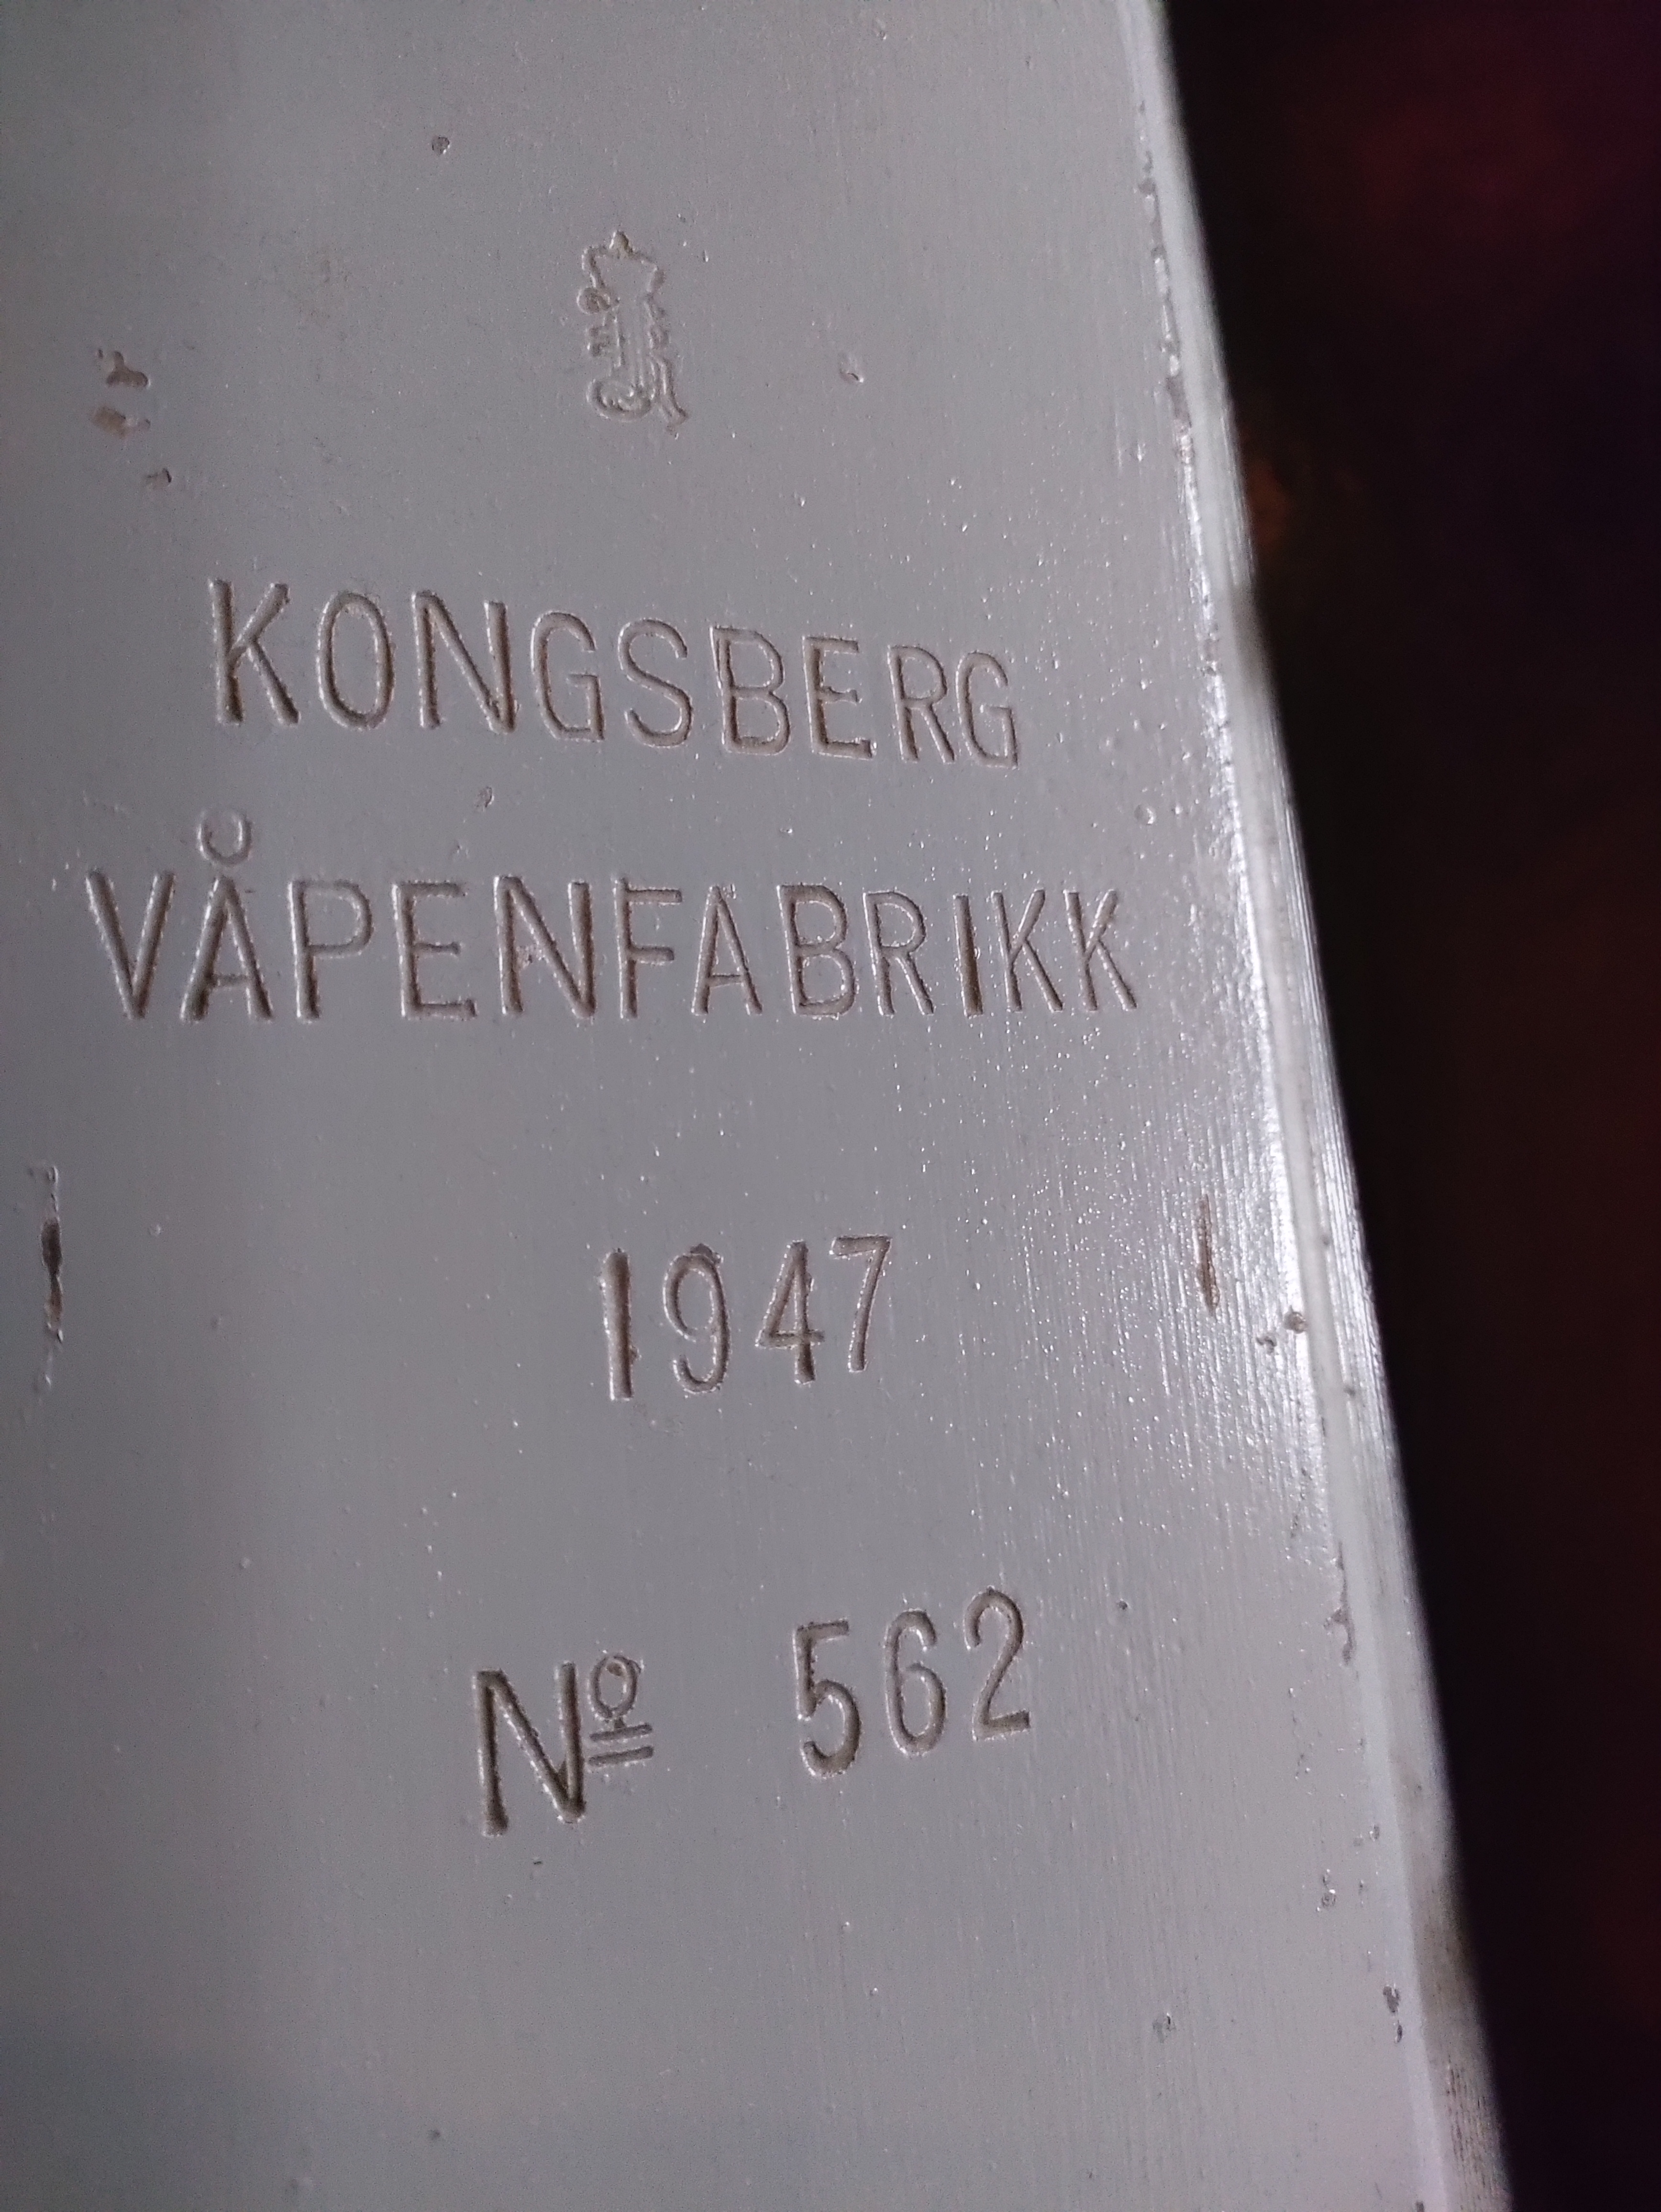 KONGSBERG
VÅPENFABRIKK
1947
Nº 562